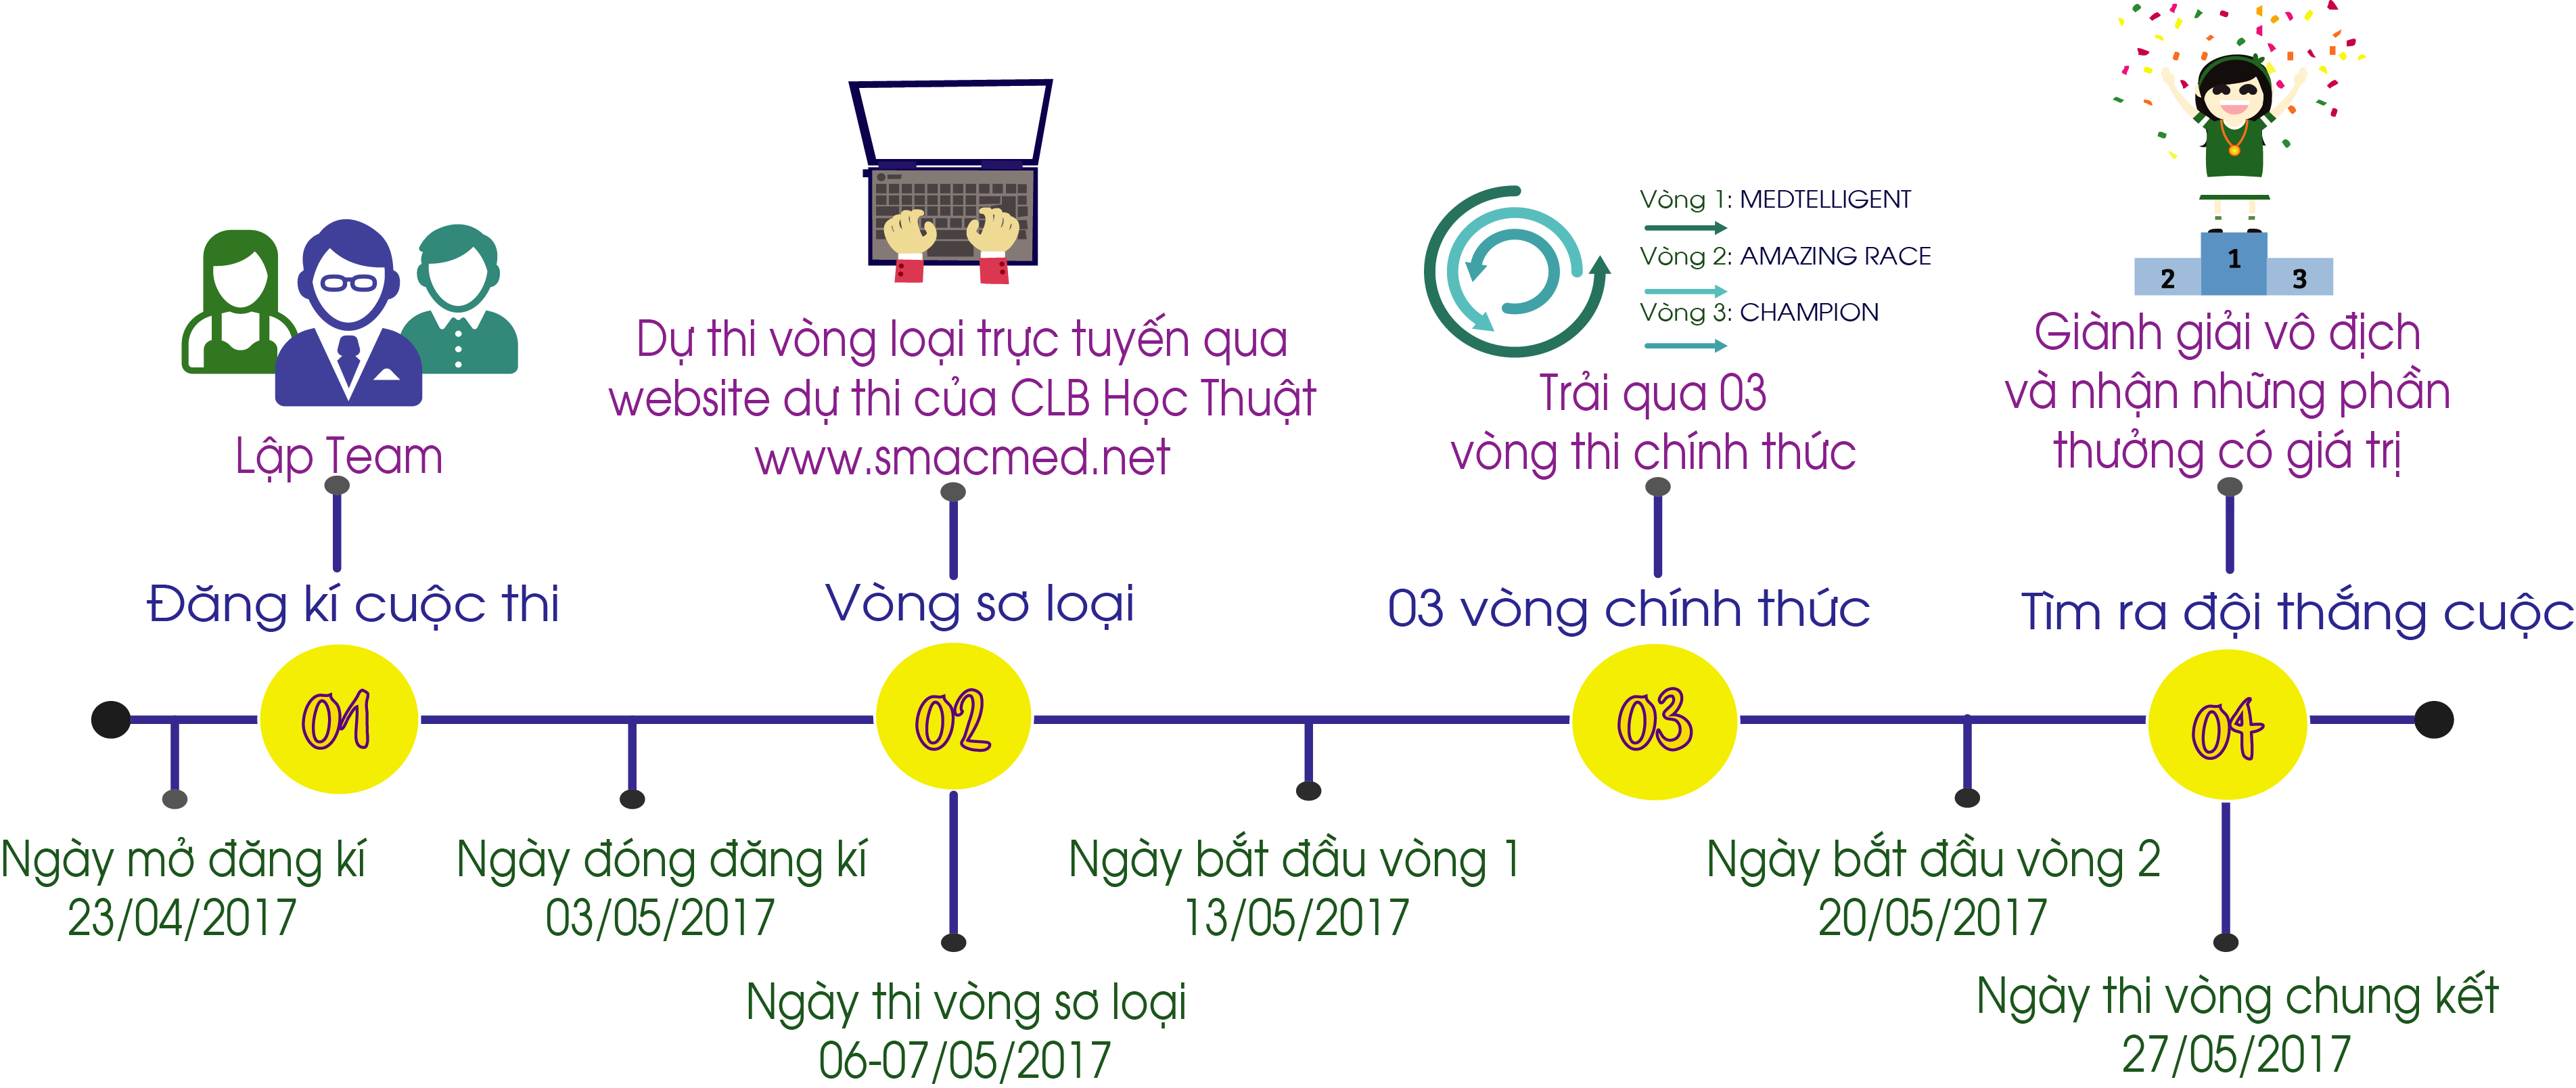 Lập Team
Đăng kí cuộc thi
01
Dự thi vòng loại trực tuyến qua
website dự thi của CLB Học Thuật
www.smacmed.net
Vòng sơ loại
02
Vòng 1: MEDTELLIGENT
Vòng 2: AMAZING RACE
Vòng 3: CHAMPION
Trải qua 03
vòng thi chính thức
03 vòng chính thức
03
2
1
3
Giành giải vô địch
và nhận những phần
thưởng có giá trị
Tìm ra đội thắng cuộc
04
Ngày mở đăng kí
23/04/2017
Ngày đóng đăng kí
03/05/2017
Ngày thi vòng sơ loại
06-07/05/2017
Ngày bắt đầu vòng 1
13/05/2017
Ngày bắt đầu vòng 2
20/05/2017
Ngày thi vòng chung kết
27/05/2017